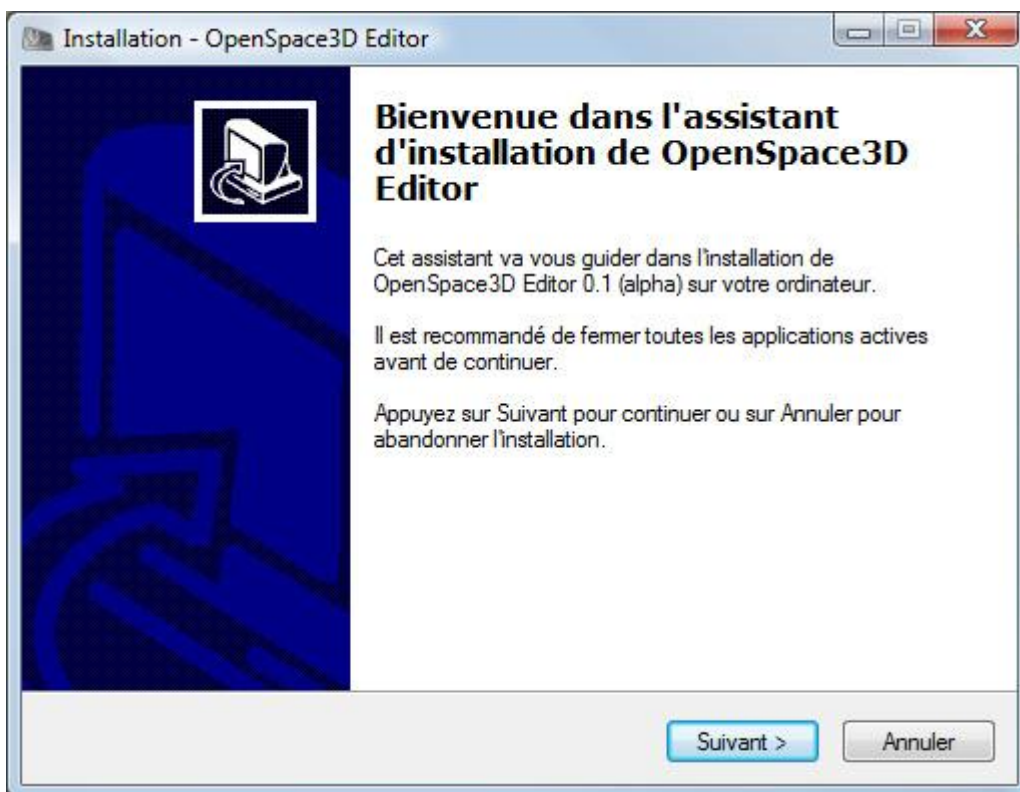 Installation - OpenSpace3D Editor
Bienvenue dans l'assistant
d'installation de OpenSpace3D
Editor
Cet assistant va vous guider dans l'installation de
OpenSpace3D Editor 0.1 (alpha) sur votre ordinateur.
Il est recommandé de fermer toutes les applications actives
avant de continuer.
Appuyez sur Suivant pour continuer ou sur Annuler pour
abandonner l'installation.
Suivant >
Annuler